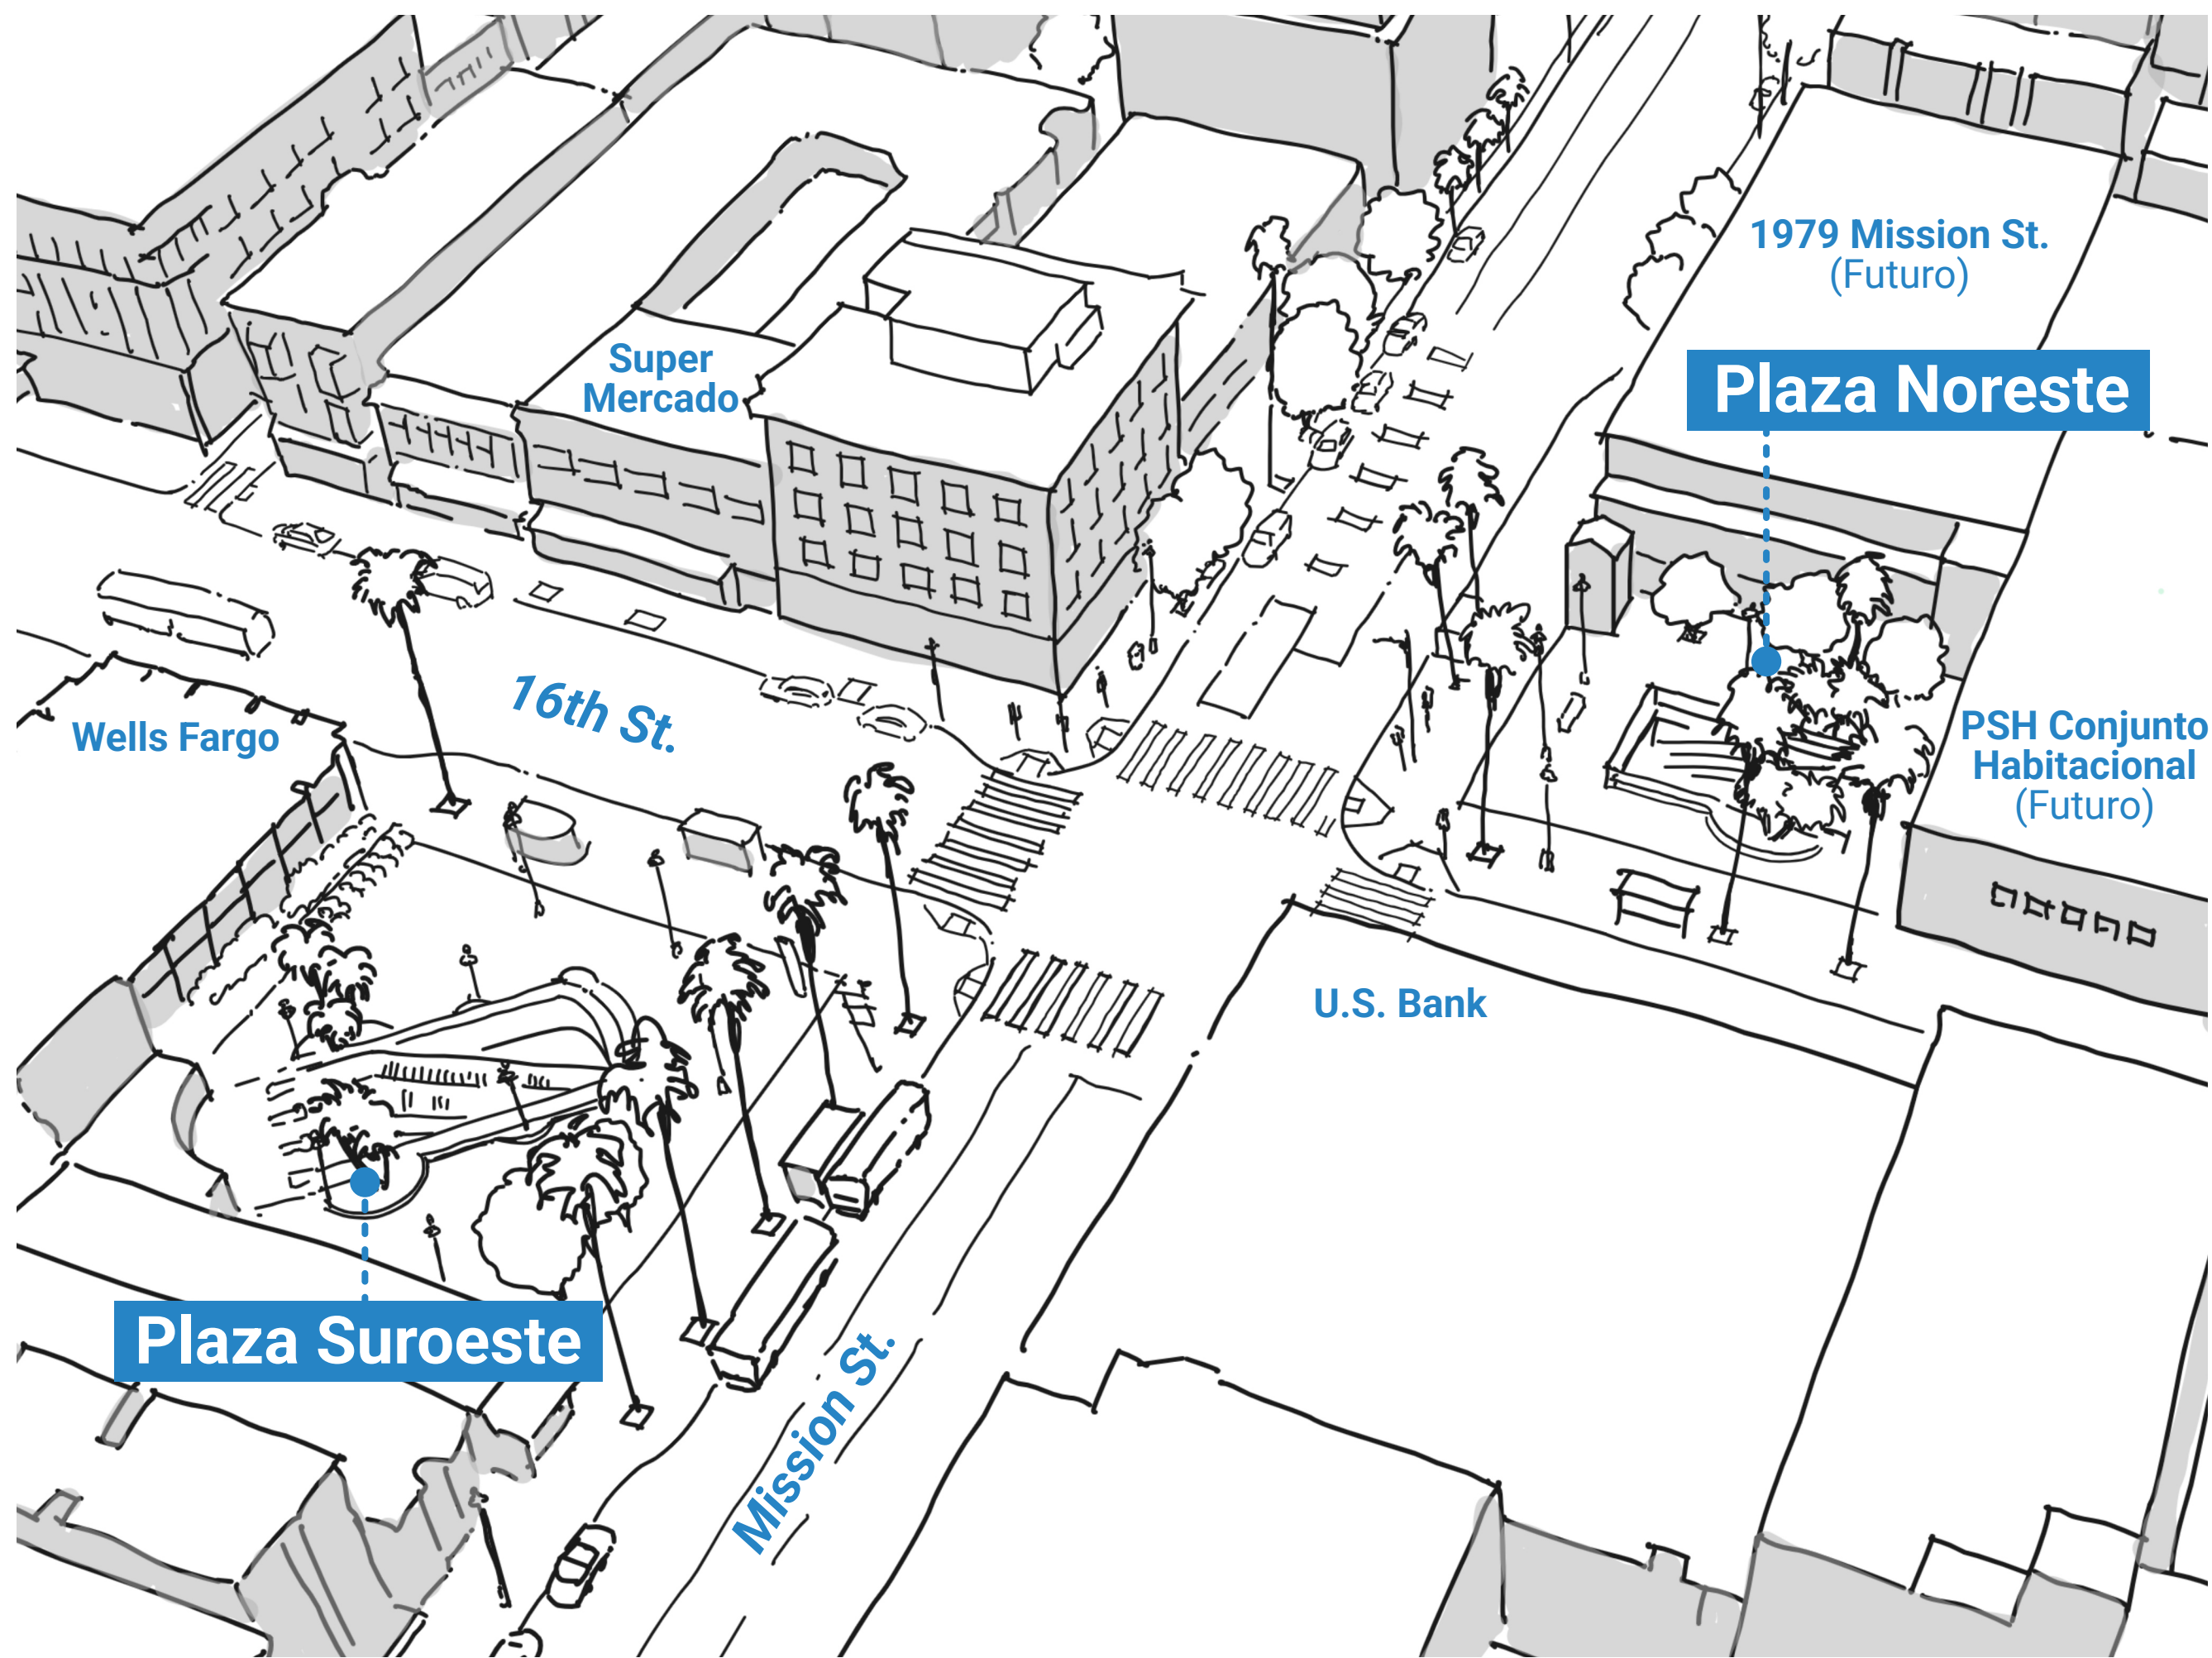 1979 Mission St.
(Futuro)
Super
Mercado
Plaza Noreste
16th St.
Wells Fargo
PSH Conjunto
Habitacional
(Futuro)
U.S. Bank
Plaza Suroeste
Mission St.